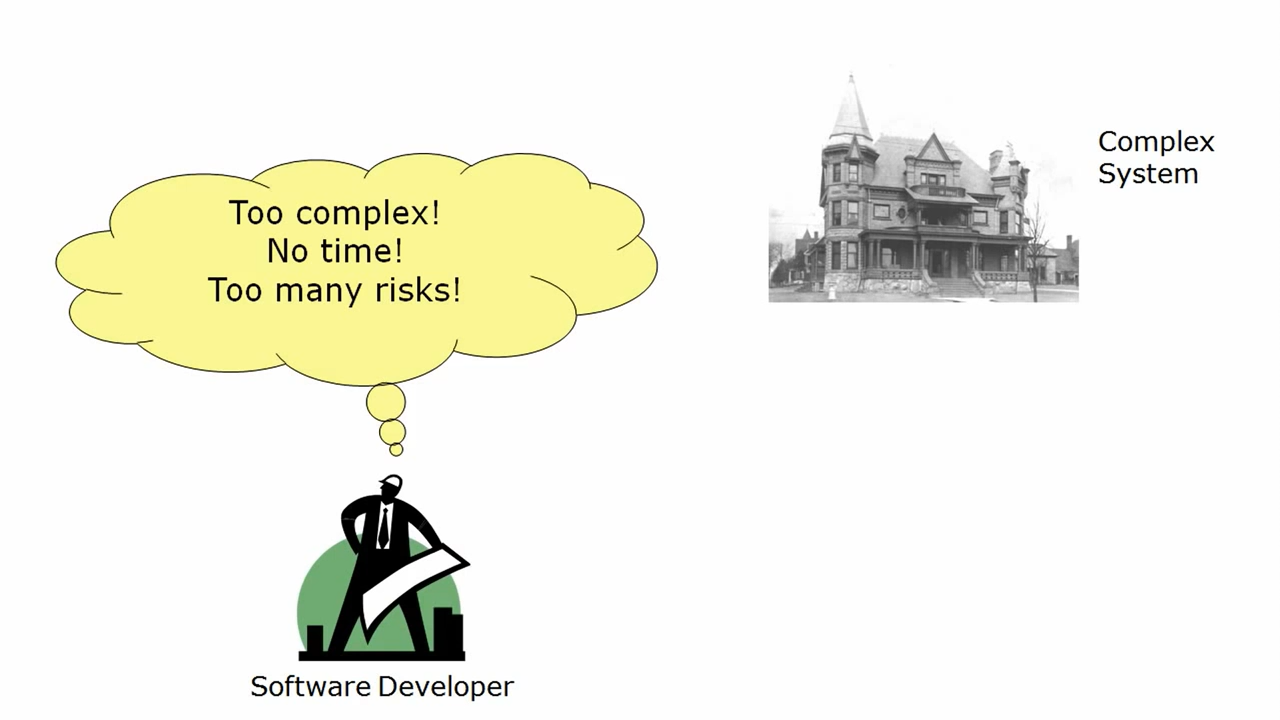 Too complex!
No time!
Too many risks!
Complex
System
Software Developer